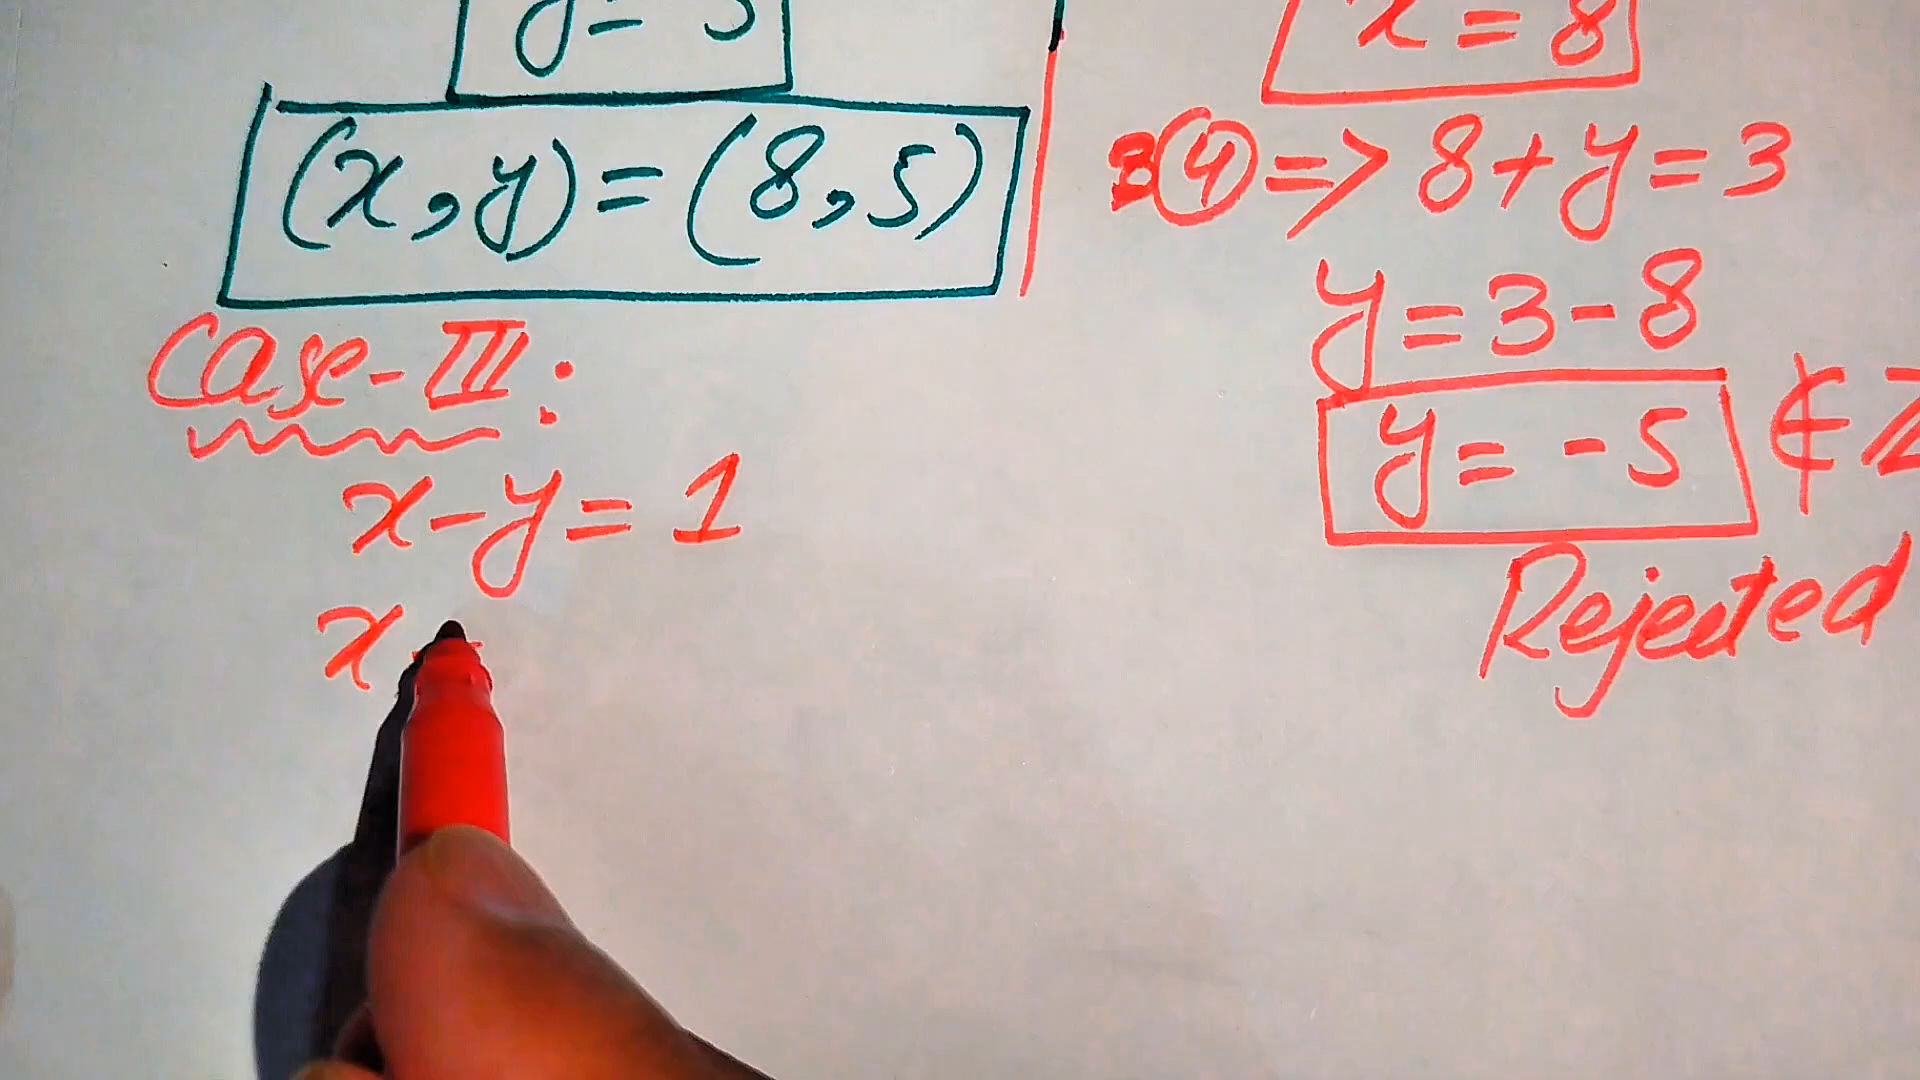 y = 5
(x,y)=(8,5)
Case-III:
x-y=1
x
x = 8
④ => 8+y=3
y=3-8
y=-5 ∉ Z
Rejected